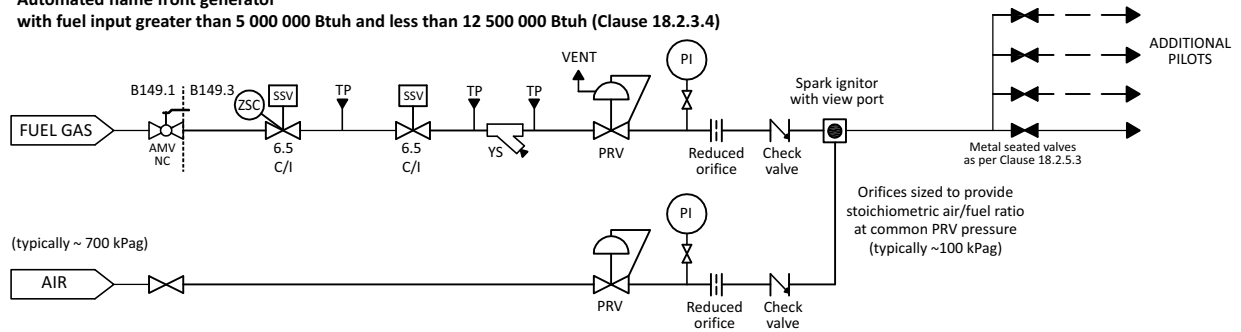 Automated flame front generator
with fuel input greater than 5 000 000 Btuh and less than 12 500 000 Btuh (Clause 18.2.3.4)
ADDITIONAL
PILOTS
VENT
PI
B149.1
B149.3
ZSC
SSV
TP
SSV
TP
TP
Spark ignitor
with view port
FUEL GAS
AMV
NC
6.5
C/I
6.5
C/I
YS
PRV
Reduced
orifice
Check
valve
Metal seated valves
as per Clause 18.2.5.3
Orifices sized to provide
stoichiometric air/fuel ratio
at common PRV pressure
(typically ~100 kPag)
PI
(typically ~ 700 kPag)
AIR
PRV
Reduced
orifice
Check
valve